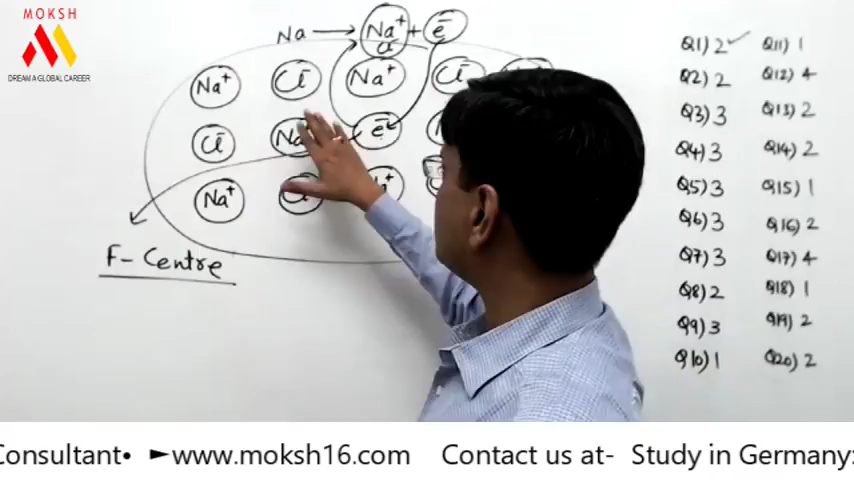 MOKSH
DREAM A GLOBAL CAREER
Na → Na⁺ + e⁻
Cl⁻
Na⁺ Cl⁻ Na⁺ Cl⁻
Cl⁻ Na e⁻
Na⁺ Cl
F-Centre
Q1) 2 ✓
Q2) 2
Q3) 3
Q4) 3
Q5) 3
Q6) 3
Q7) 3
Q8) 2
Q9) 3
Q10) 1
Q11) 1
Q12) 4
Q13) 2
Q14) 2
Q15) 1
Q16) 2
Q17) 4
Q18) 1
Q19) 2
Q20) 2
Consultant• ►www.moksh16.com Contact us at- Study in Germany: